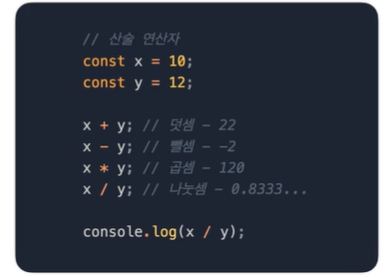 // 산술 연산자
const x = 10;
const y = 12;
x + y; // 덧셈 - 22
x - y; // 뺄셈 - -2
x * y; // 곱셈 - 120
x / y; // 나눗셈 - 0.8333...
console.log(x / y);